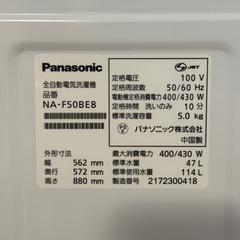 Panasonic
全自動電気洗濯機
品番
NA-F50BE8
JET
定格電圧 100 V
定格周波数 50/60 Hz
電動機定格消費電力 400/430 W
定格時間 洗いのみ 10 分
標準洗濯容量 5.0 kg
パナソニック株式会社
中国製
外形寸法
幅 562 mm
奥行 572 mm
高さ 880 mm
最大消費電力 400/430 W
標準水量 47 L
標準使用水量 114 L
製造番号 2172300418